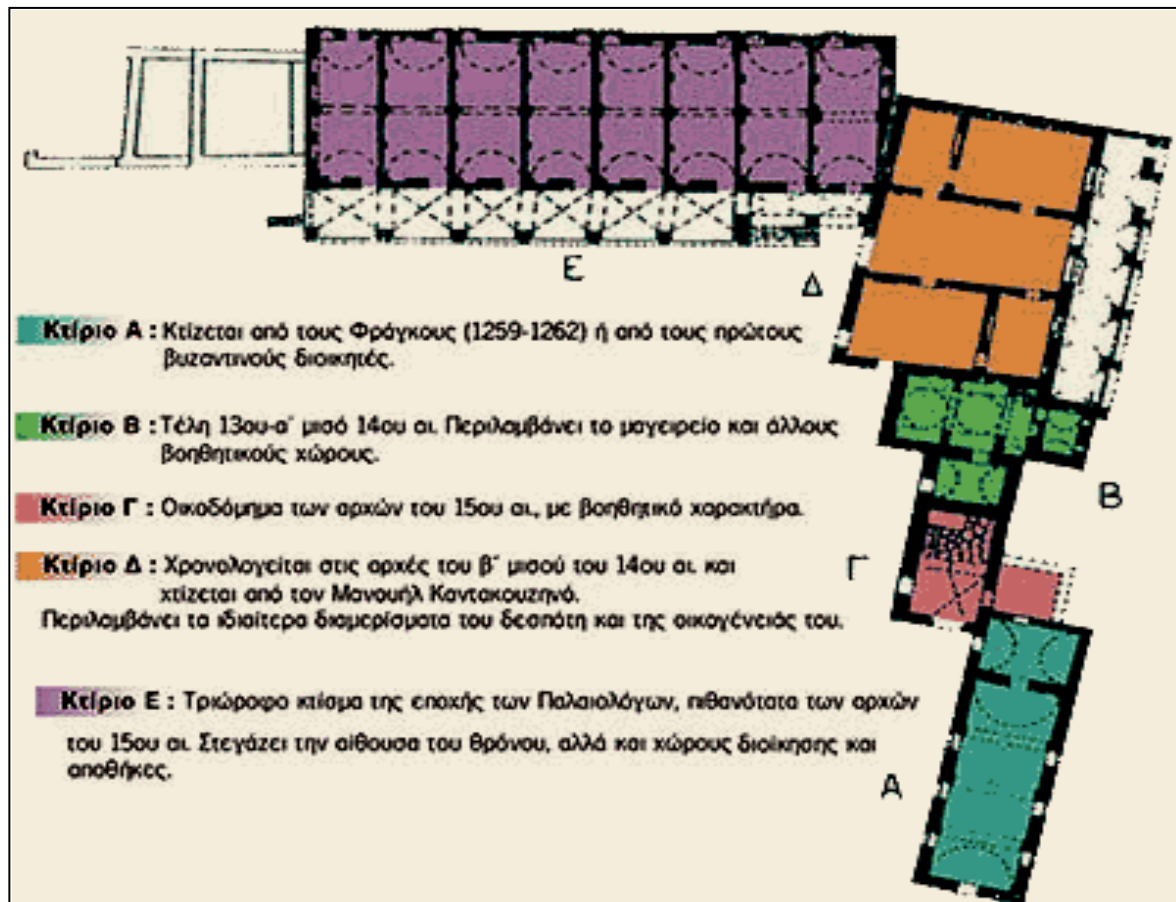 Ε
Δ
Κτίριο Α : Κτίζεται από τους Φράγκους (1259-1262) ή από τους πρώτους
βυζαντινούς διοικητές.
Κτίριο Β : Τέλη 13ου-α΄ μισό 14ου αι. Περιλαμβάνει το μαγειρείο και άλλους
βοηθητικούς χώρους.
Β
Κτίριο Γ : Οικοδόμημα των αρχών του 15ου αι., με βοηθητικό χαρακτήρα.
Γ
Κτίριο Δ : Χρονολογείται στις αρχές του β΄ μισού του 14ου αι. και
χτίζεται από τον Μανουήλ Καντακουζηνό.
Περιλαμβάνει τα ιδιαίτερα διαμερίσματα του δεσπότη και της οικογένειάς του.
Κτίριο Ε : Τριώροφο κτίσμα της εποχής των Παλαιολόγων, πιθανότατα των αρχών
του 15ου αι. Στεγάζει την αίθουσα του θρόνου, αλλά και χώρους διοίκησης και
αποθήκες.
Α